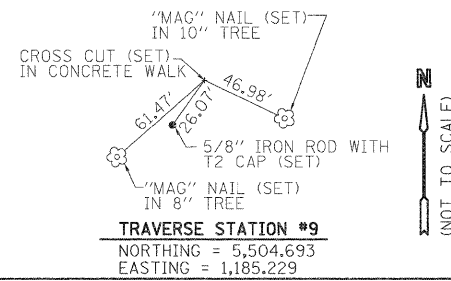 "MAG" NAIL (SET)
IN 10" TREE
CROSS CUT (SET)
IN CONCRETE WALK
46.98'
61.47'
26.07'
N
(NOT TO SCALE)
5/8" IRON ROD WITH
T2 CAP (SET)
"MAG" NAIL (SET)
IN 8" TREE
TRAVERSE STATION #9
NORTHING = 5,504.693
EASTING = 1,185.229